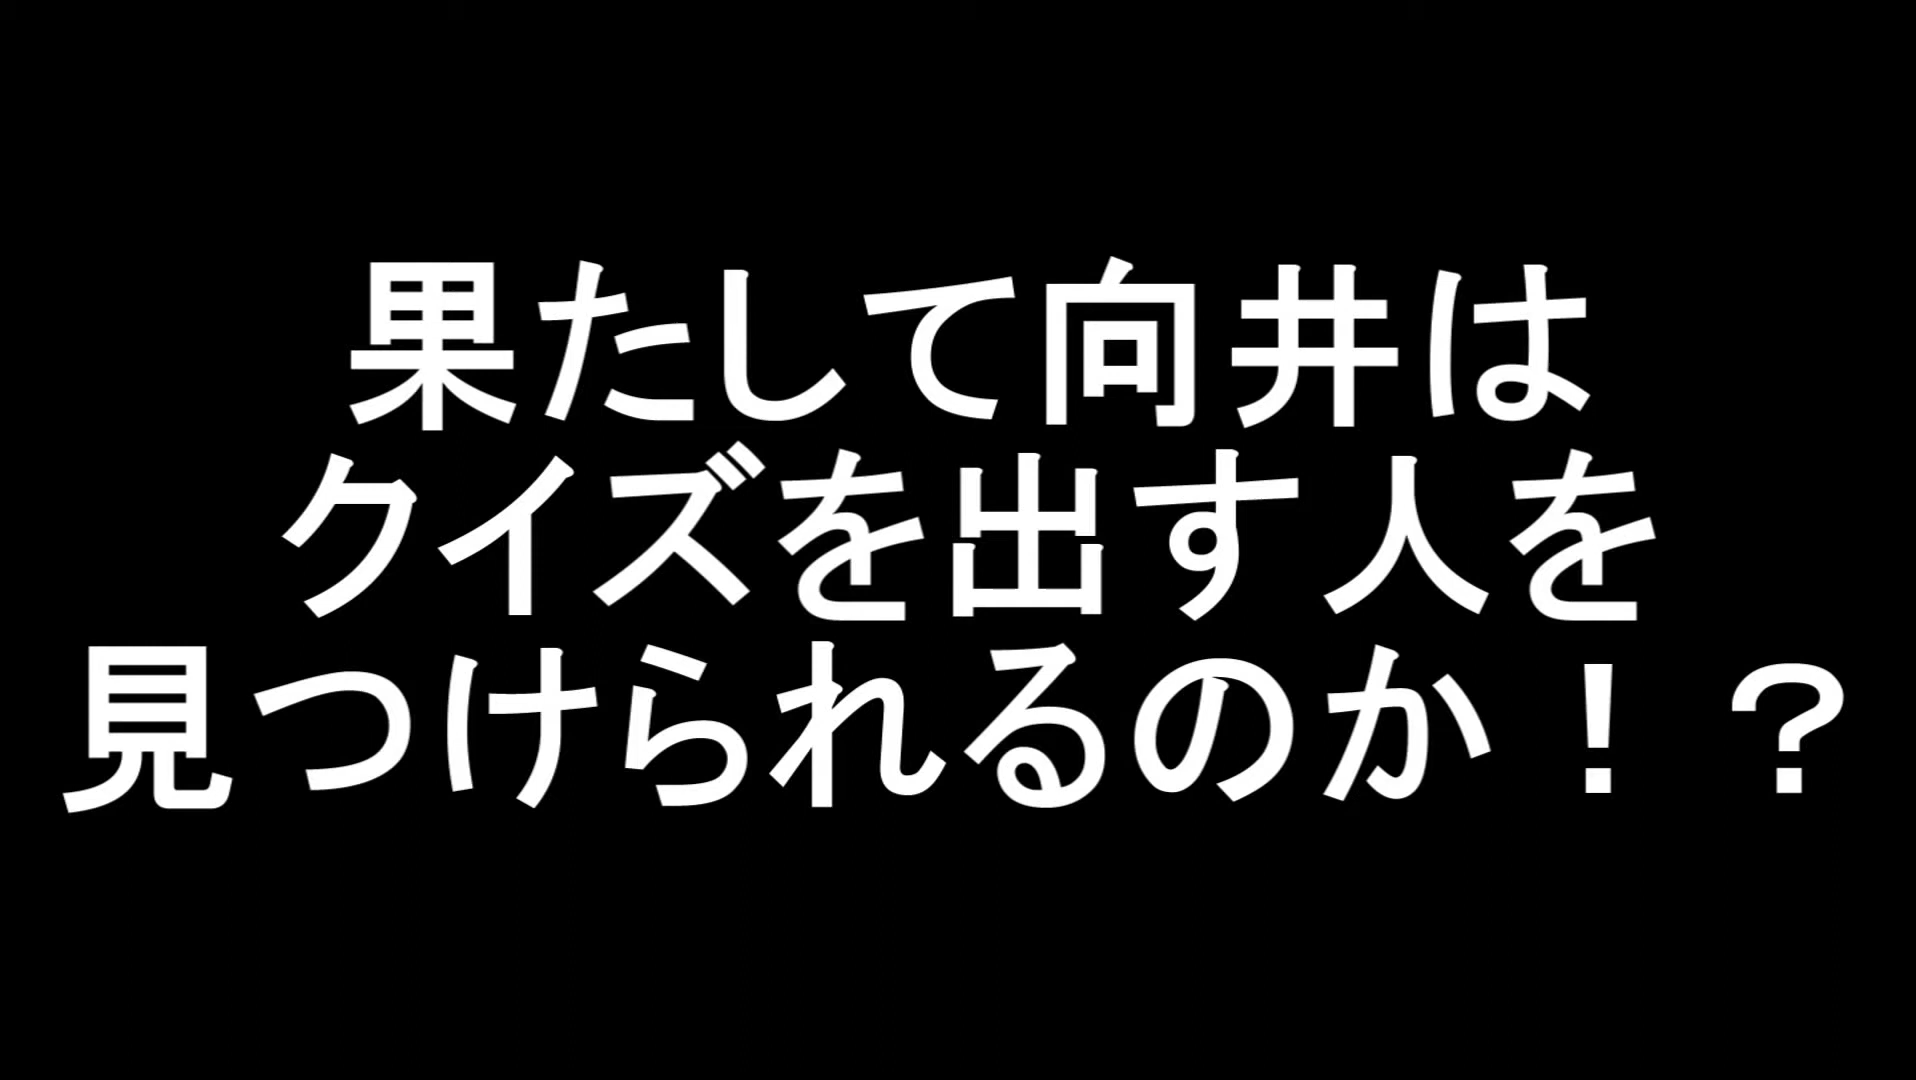 果たして向井は
クイズを出す人を
見つけられるのか！？